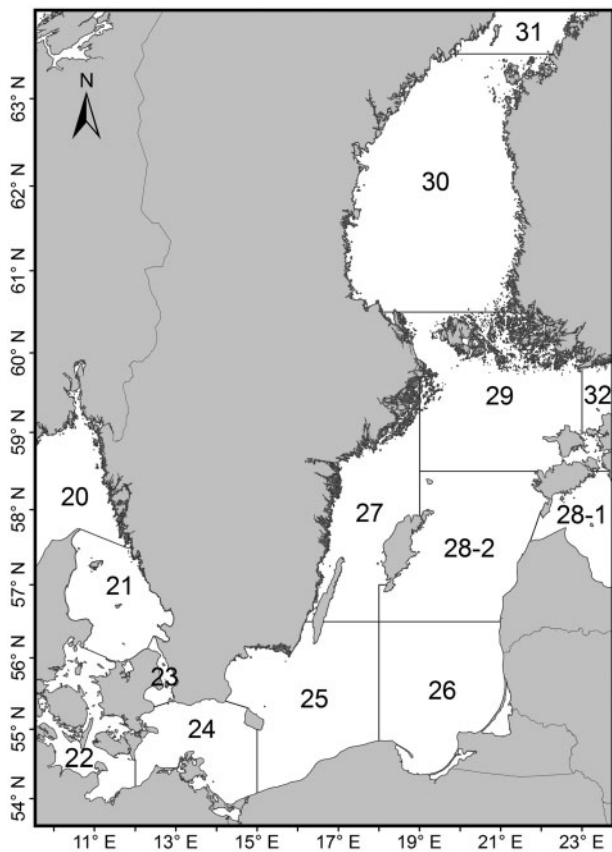 31
N
63° N
30
62° N
61° N
60° N
29
32
59° N
20
27
28-1
58° N
28-2
21
57° N
56° N
23
25
26
24
55° N
22
54° N
11° E
13° E
15° E
17° E
19° E
21° E
23° E